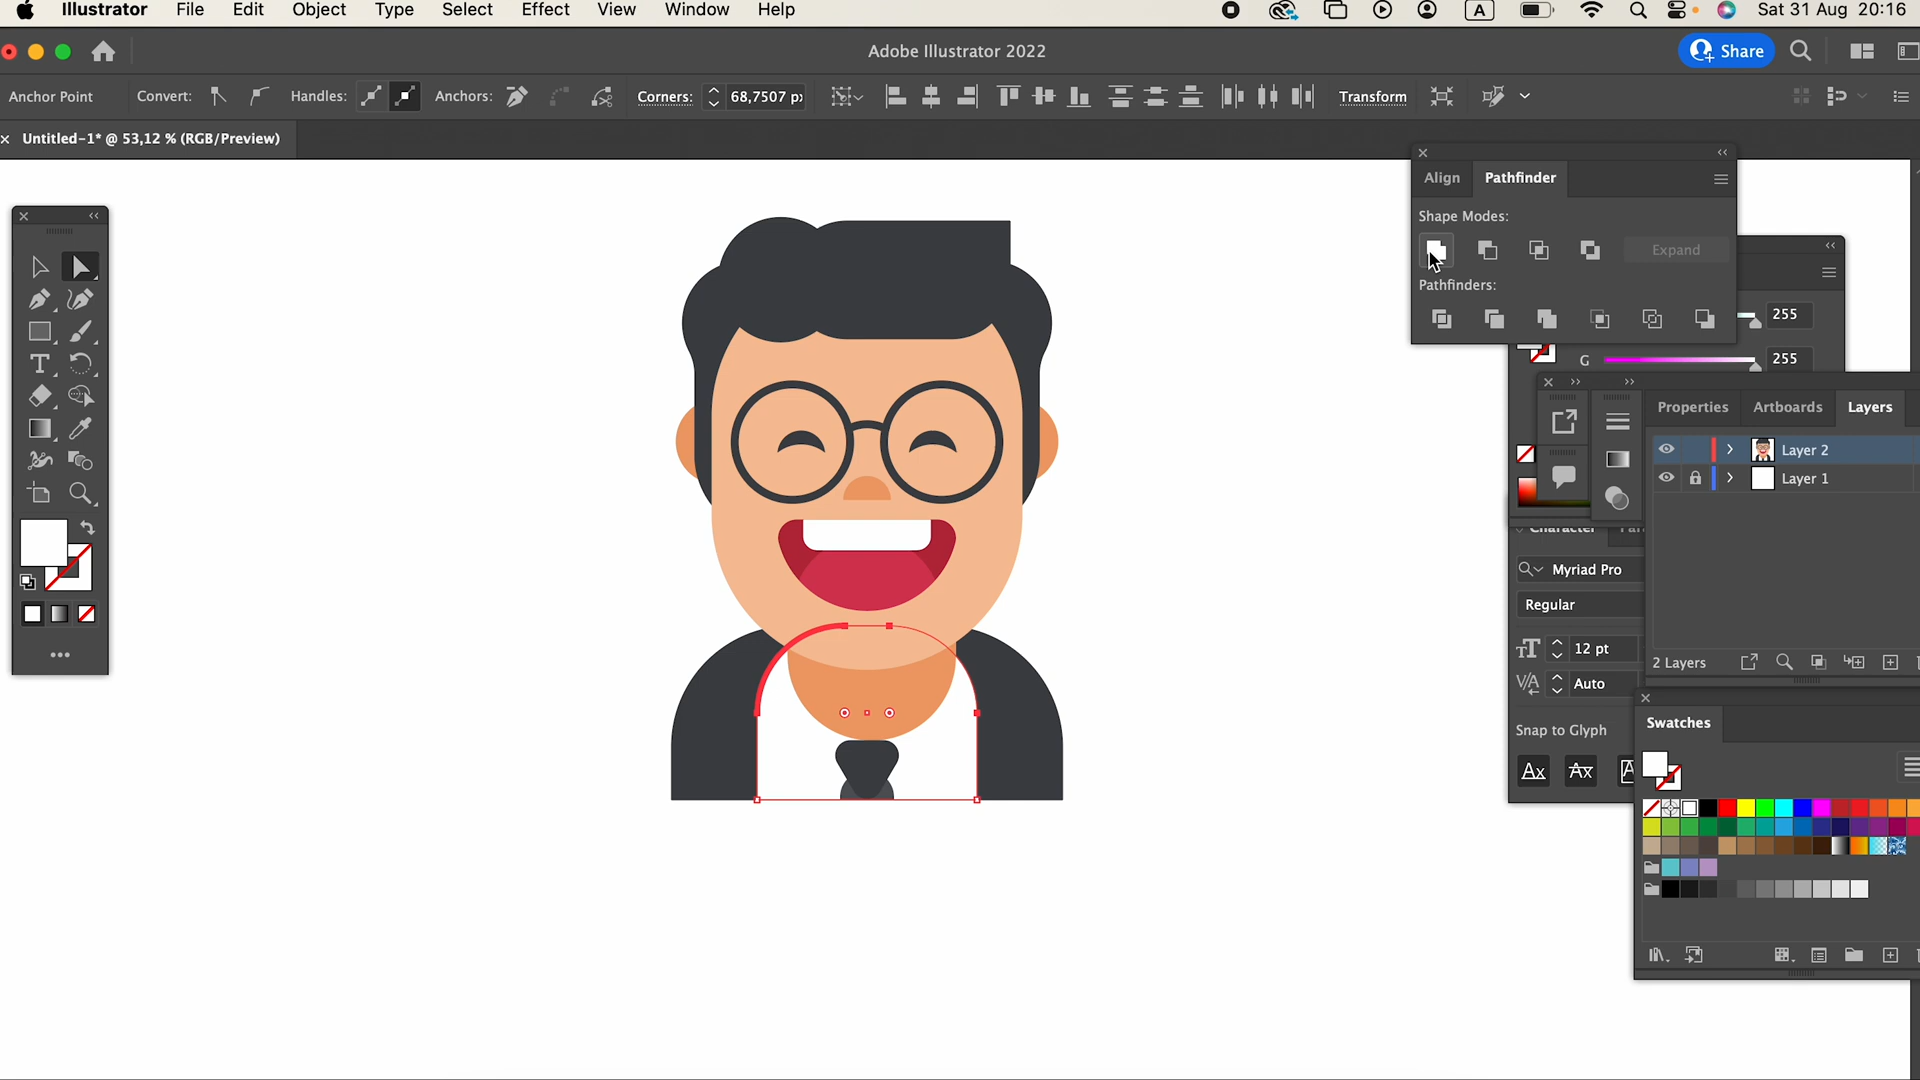 Illustrator File Edit Object Type Select Effect View Window Help A Sat 31 Aug 20:16
Adobe Illustrator 2022 Share
Anchor Point Convert: Handles: Anchors: Corners: 68,7507 px Transform
Untitled-1* @ 53,12 % (RGB/Preview)
Align Pathfinder
Shape Modes:
Expand
Pathfinders:
255
G 255
Properties Artboards Layers
Layer 2
Layer 1
Character
Myriad Pro
Regular
12 pt
2 Layers
Auto
Snap to Glyph
Swatches